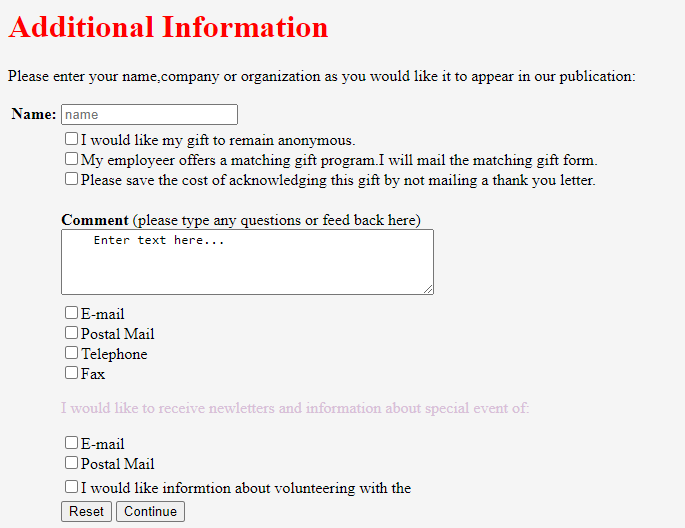 Additional Information
Please enter your name,company or organization as you would like it to appear in our publication:
Name: name
I would like my gift to remain anonymous.
My employeer offers a matching gift program.I will mail the matching gift form.
Please save the cost of acknowledging this gift by not mailing a thank you letter.
Comment (please type any questions or feed back here)
Enter text here...
E-mail
Postal Mail
Telephone
Fax
I would like to receive newletters and information about special event of:
E-mail
Postal Mail
I would like informtion about volunteering with the
Reset Continue